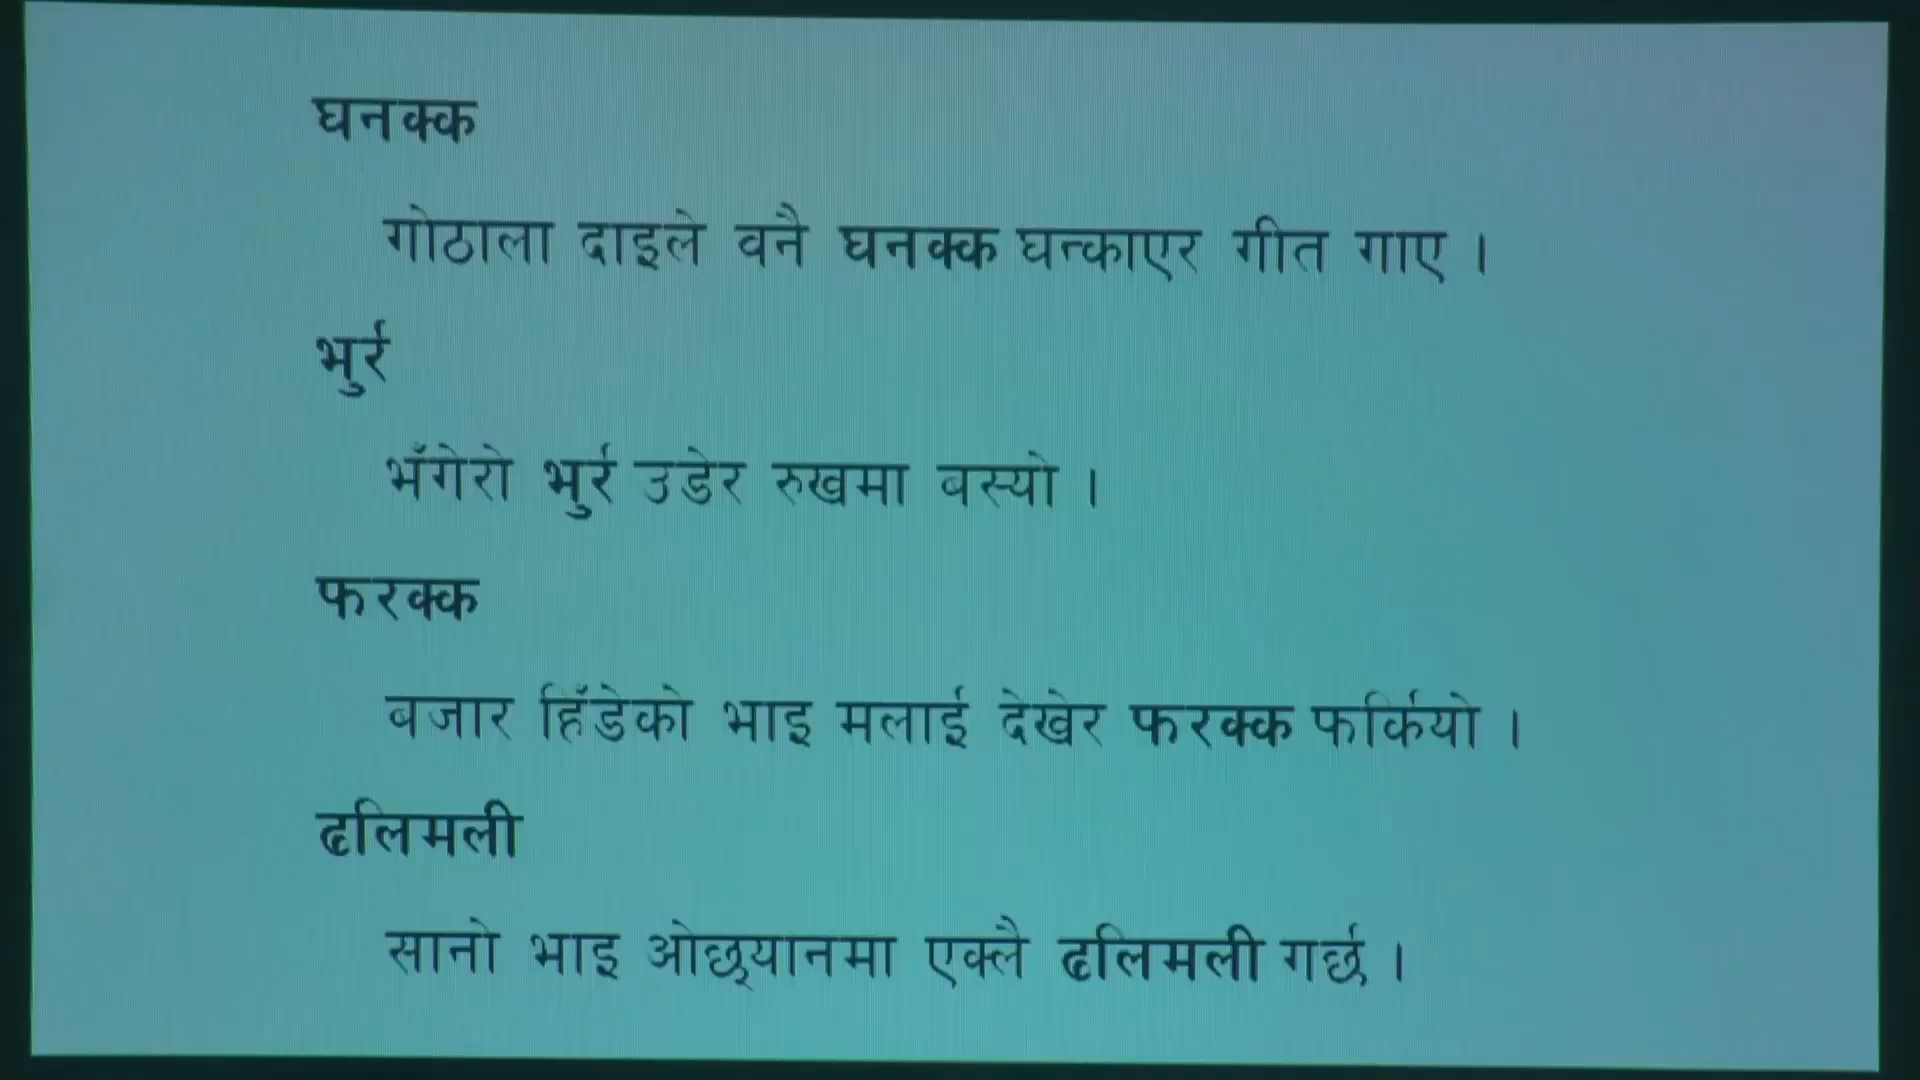 घनक्क
गोठाला दाइले वनै घनक्क घन्काएर गीत गाए ।
भुर्र
भँगेरो भुर्र उडेर रुखमा बस्यो ।
फरक्क
बजार हिँडेको भाइ मलाई देखेर फरक्क फर्कियो ।
ढलिमली
सानो भाइ ओछ्यानमा एक्लै ढलिमली गर्छ ।